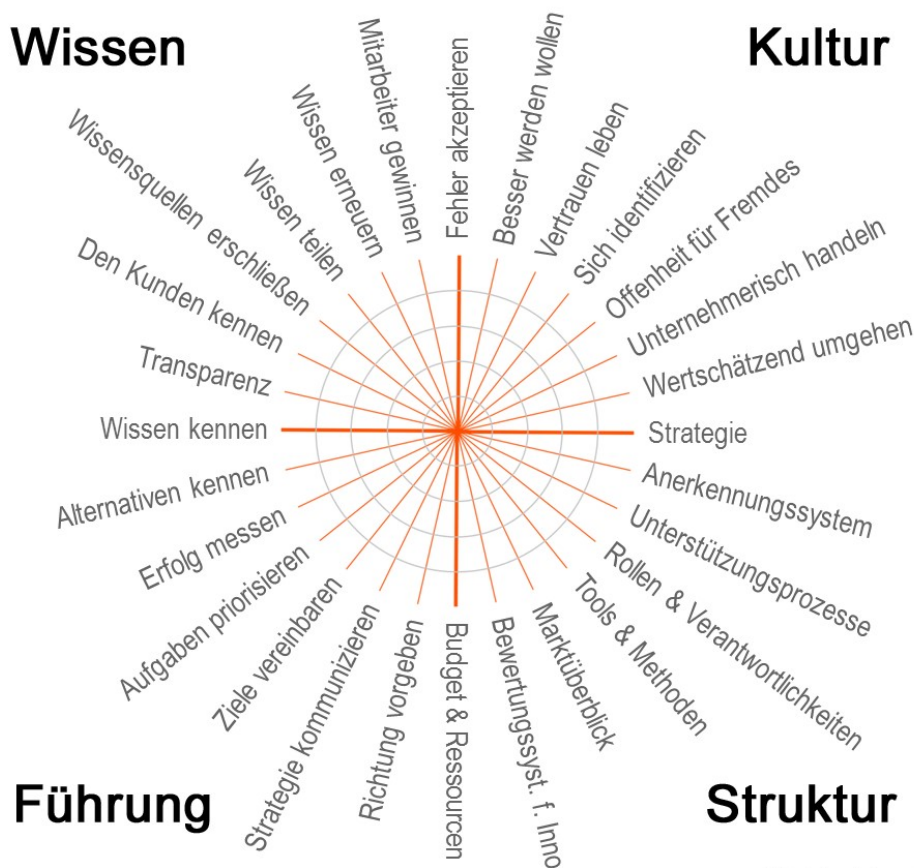 Wissen
Kultur
Fehler akzeptieren
Besser werden wollen
Vertrauen leben
Sich identifizieren
Offenheit für Fremdes
Unternehmerisch handeln
Wertschätzend umgehen
Strategie
Anerkennungssystem
Unterstützungsprozesse
Rollen & Verantwortlichkeiten
Tools & Methoden
Marktüberblick
Bewertungssyst. f. Inno
Budget & Ressourcen
Richtung vorgeben
Strategie kommunizieren
Ziele vereinbaren
Aufgaben priorisieren
Erfolg messen
Alternativen kennen
Wissen kennen
Transparenz
Den Kunden kennen
Wissensquellen erschließen
Wissen teilen
Wissen erneuern
Mitarbeiter gewinnen
Führung
Struktur